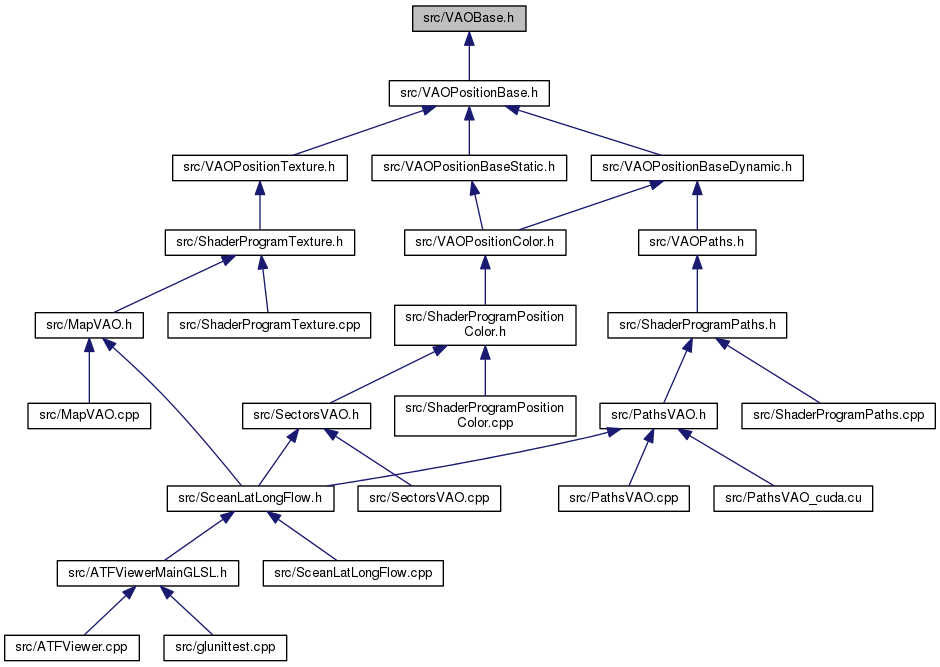 src/VAOBase.h
src/VAOPositionBase.h
src/VAOPositionTexture.h
src/VAOPositionBaseStatic.h
src/VAOPositionBaseDynamic.h
src/ShaderProgramTexture.h
src/VAOPositionColor.h
src/VAOPaths.h
src/MapVAO.h
src/ShaderProgramTexture.cpp
src/ShaderProgramPosition
Color.h
src/ShaderProgramPaths.h
src/MapVAO.cpp
src/SectorsVAO.h
src/ShaderProgramPosition
Color.cpp
src/PathsVAO.h
src/ShaderProgramPaths.cpp
src/SceanLatLongFlow.h
src/SectorsVAO.cpp
src/PathsVAO.cpp
src/PathsVAO_cuda.cu
src/ATFViewerMainGLSL.h
src/SceanLatLongFlow.cpp
src/ATFViewer.cpp
src/glunittest.cpp